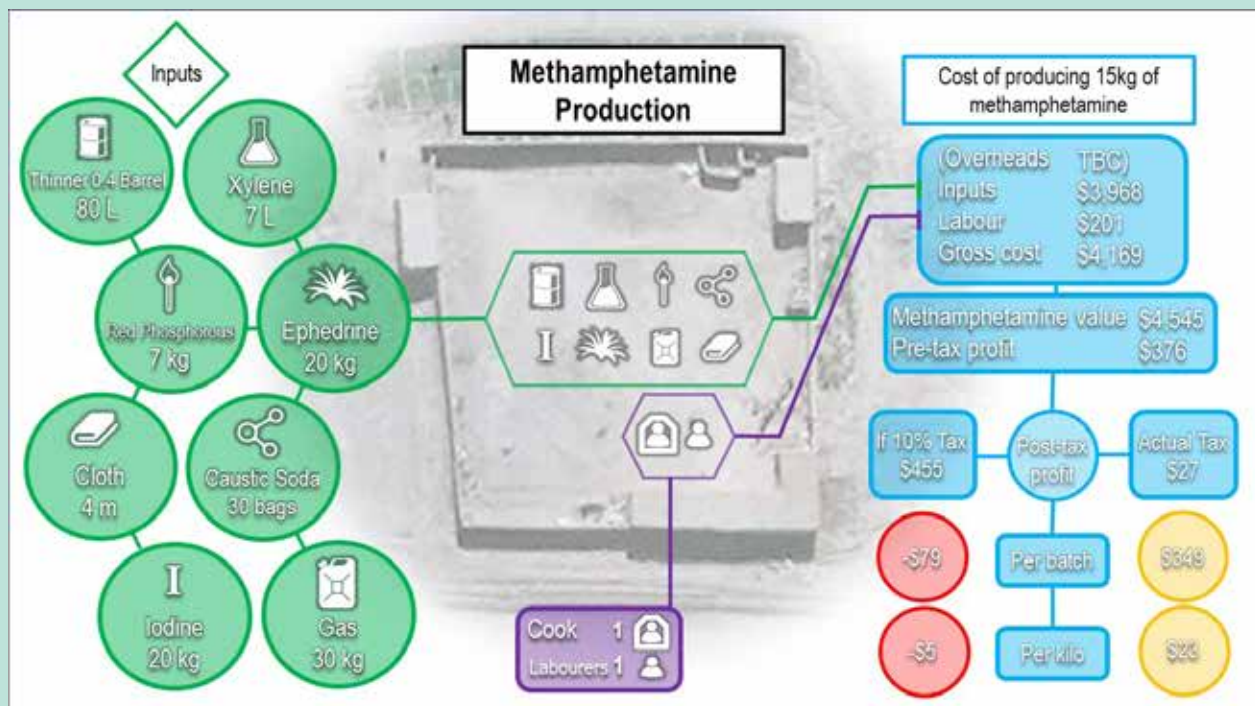 Inputs
Thinner 0-4 Barrel
80 L
Xylene
7 L
Red Phosphorous
7 kg
Ephedrine
20 kg
Cloth
4 m
Caustic Soda
30 bags
I
Iodine
20 kg
Gas
30 kg
Methamphetamine
Production
I
Cook 1
Labourers 1
Cost of producing 15kg of
methamphetamine
(Overheads TBC)
Inputs $3,968
Labour $201
Gross cost $4,169
Methamphetamine value $4,545
Pre-tax profit $376
If 10% Tax
$455
Post-tax
profit
Actual Tax
$27
-$79
Per batch
$349
-$5
Per kilo
$23